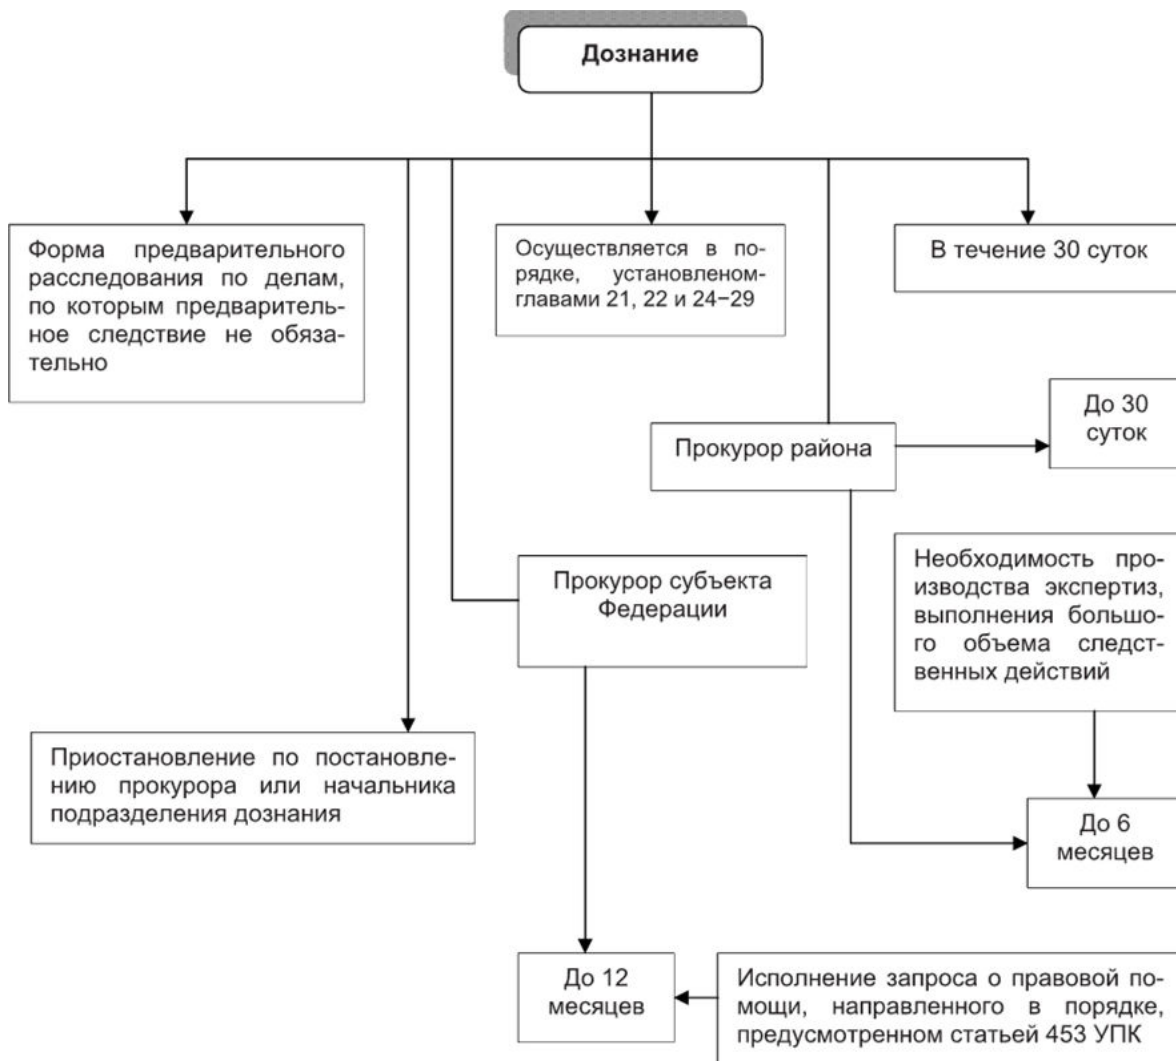 Дознание
Форма предварительного
расследования по делам,
по которым предваритель-
ное следствие не обяза-
тельно
Осуществляется в по-
рядке, установленом-
главами 21, 22 и 24−29
В течение 30 суток
До 30
суток
Прокурор района
Необходимость про-
изводства экспертиз,
выполнения большо-
го объема следст-
венных действий
Прокурор субъекта
Федерации
Приостановление по постановле-
нию прокурора или начальника
подразделения дознания
До 6
месяцев
До 12
месяцев
Исполнение запроса о правовой по-
мощи, направленного в порядке,
предусмотренном статьей 453 УПК